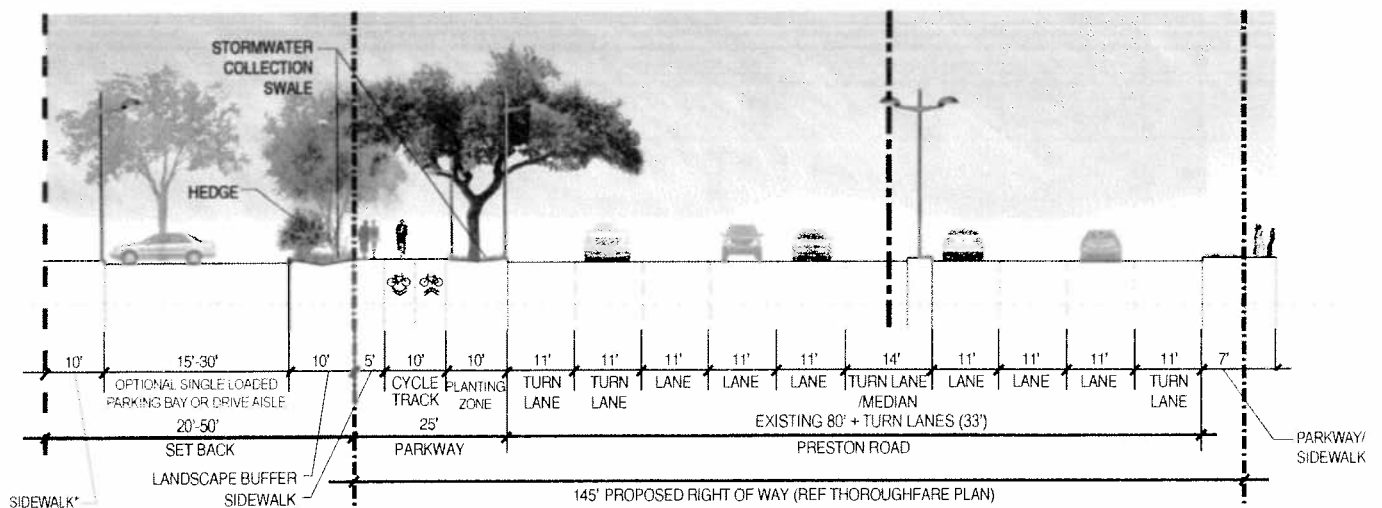 STORMWATER
COLLECTION
SWALE
HEDGE
10' 15'-30' 10' 5' 10' 10' 11' 11' 11' 11' 11' 14' 11' 11' 11' 11' 7'
OPTIONAL SINGLE LOADED
PARKING BAY OR DRIVE AISLE
CYCLE
TRACK
PLANTING
ZONE
TURN
LANE
TURN
LANE
LANE
LANE
LANE
TURN LANE
/MEDIAN
LANE
LANE
LANE
TURN
LANE
20'-50'
SET BACK
25'
PARKWAY
EXISTING 80' + TURN LANES (33')
PRESTON ROAD
PARKWAY/
SIDEWALK
LANDSCAPE BUFFER
SIDEWALK
SIDEWALK*
145' PROPOSED RIGHT OF WAY (REF THOROUGHFARE PLAN)